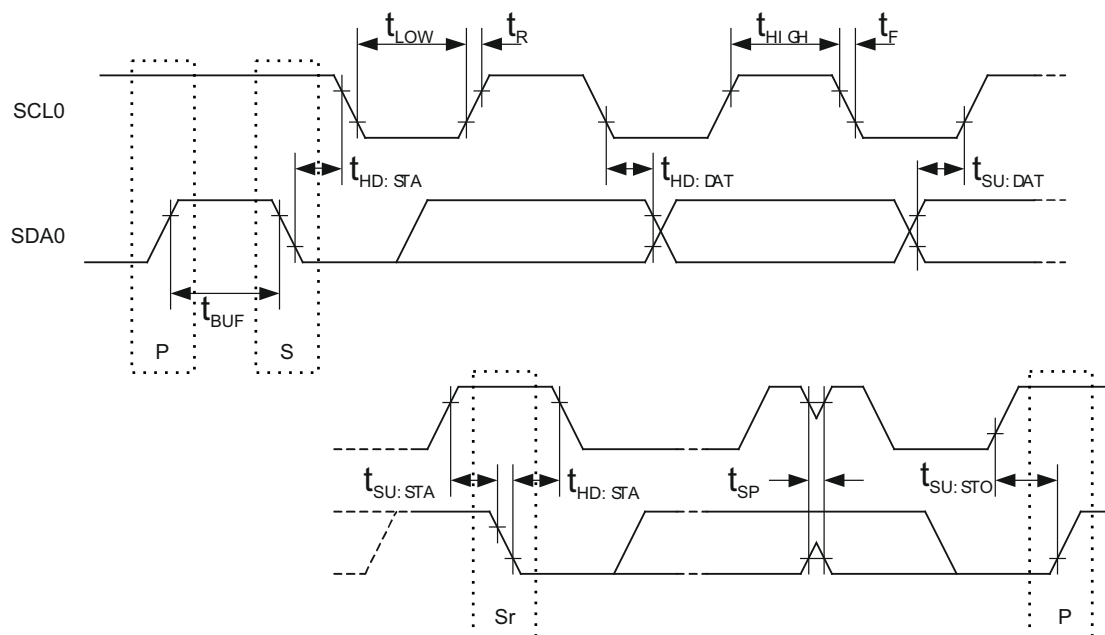 tLOW tR tHIGH tF
SCL0
tHD:STA tHD:DAT tSU:DAT
SDA0
tBUF
P S
tSU:STA tHD:STA tSP tSU:STO
Sr P